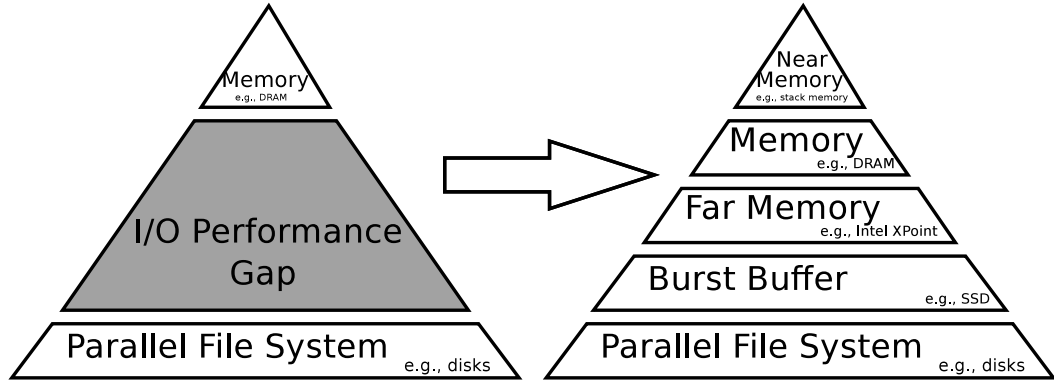 Memory
e.g., DRAM
I/O Performance
Gap
Parallel File System
e.g., disks
Near
Memory
e.g., stack memory
Memory
e.g., DRAM
Far Memory
e.g., Intel XPoint
Burst Buffer
e.g., SSD
Parallel File System
e.g., disks